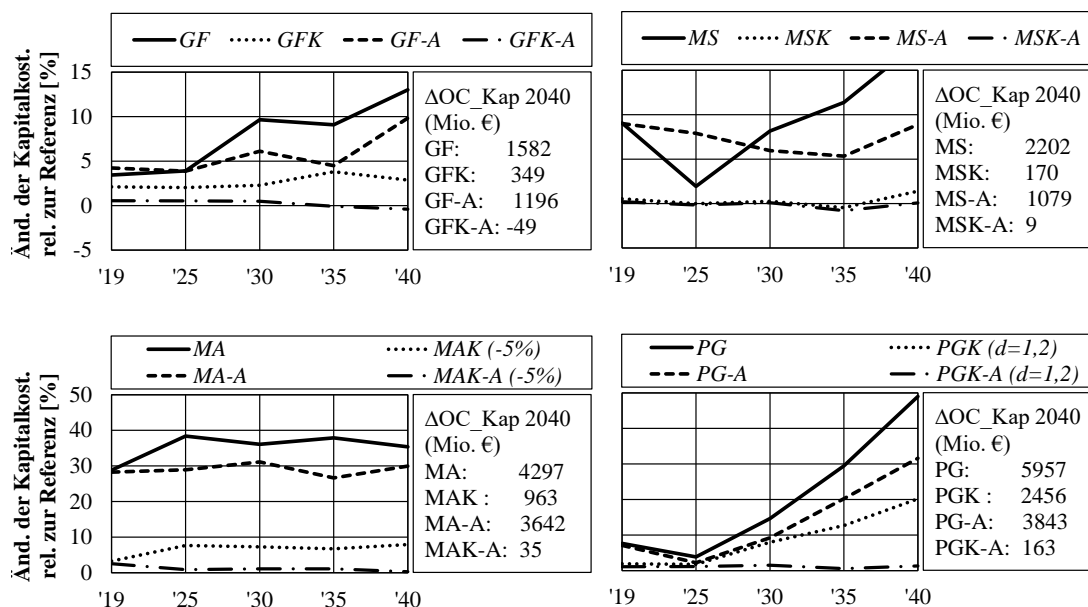 GF GFK GF-A GFK-A
Änd. der Kapitalkost.
rel. zur Referenz [%]
15
10
5
0
-5
'19 '25 '30 '35 '40
ΔOC_Kap 2040
(Mio. €)
GF: 1582
GFK: 349
GF-A: 1196
GFK-A: -49
MS MSK MS-A MSK-A
'19 '25 '30 '35 '40
ΔOC_Kap 2040
(Mio. €)
MS: 2202
MSK: 170
MS-A: 1079
MSK-A: 9
MA MAK (-5%)
MA-A MAK-A (-5%)
Änd. der Kapitalkost.
rel. zur Referenz [%]
50
40
30
20
10
0
'19 '25 '30 '35 '40
ΔOC_Kap 2040
(Mio. €)
MA: 4297
MAK : 963
MA-A: 3642
MAK-A: 35
PG PGK (d=1,2)
PG-A PGK-A (d=1,2)
'19 '25 '30 '35 '40
ΔOC_Kap 2040
(Mio. €)
PG: 5957
PGK : 2456
PG-A: 3843
PGK-A: 163